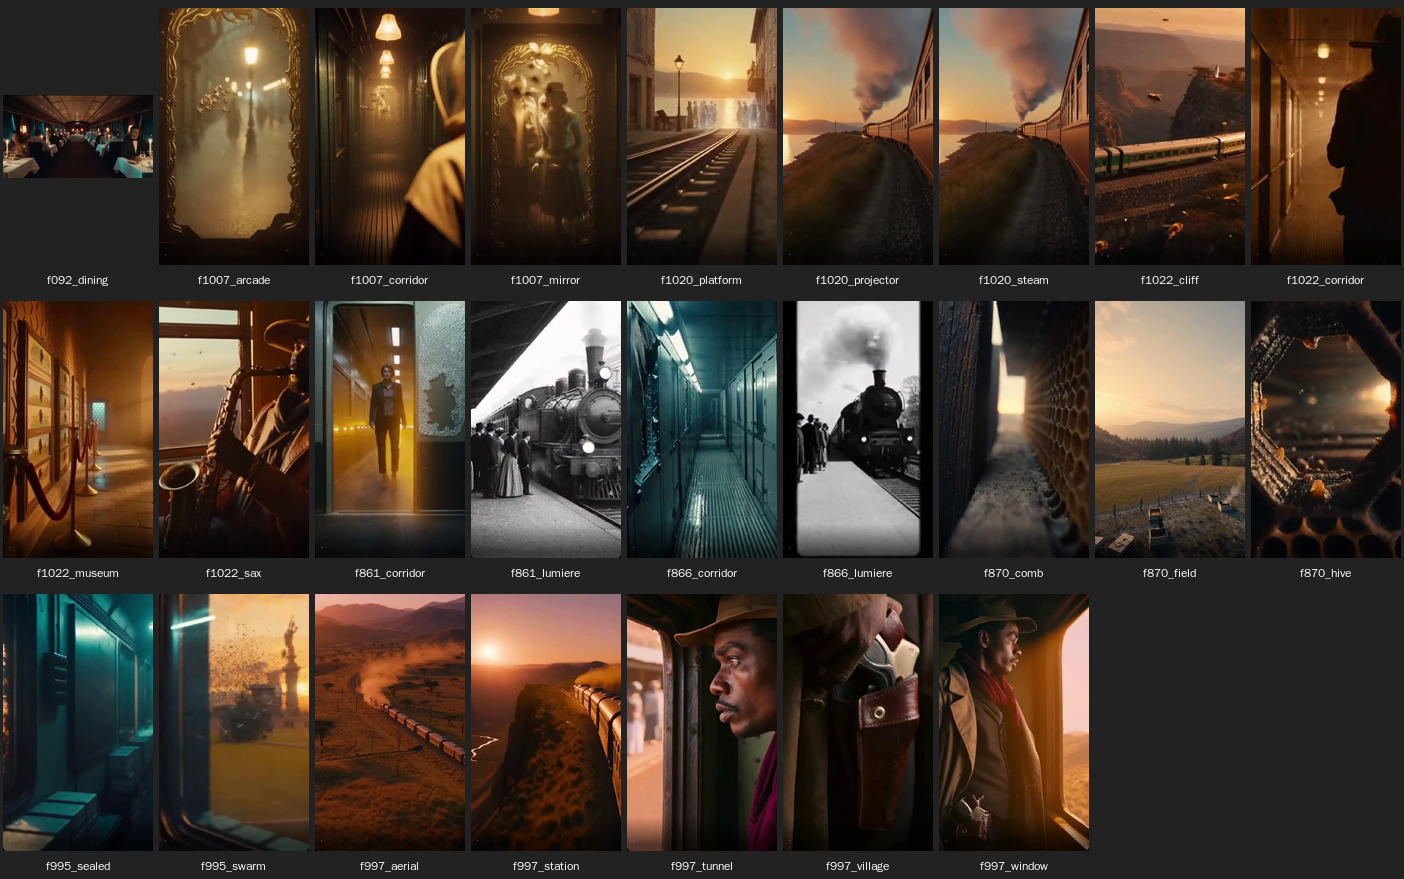 f092_dining
f1007_arcade
f1007_corridor
f1007_mirror
f1020_platform
f1020_projector
f1020_steam
f1022_cliff
f1022_corridor
f1022_museum
f1022_sax
f861_corridor
f861_lumiere
f866_corridor
f866_lumiere
f870_comb
f870_field
f870_hive
f995_sealed
f995_swarm
f997_aerial
f997_station
f997_tunnel
f997_village
f997_window